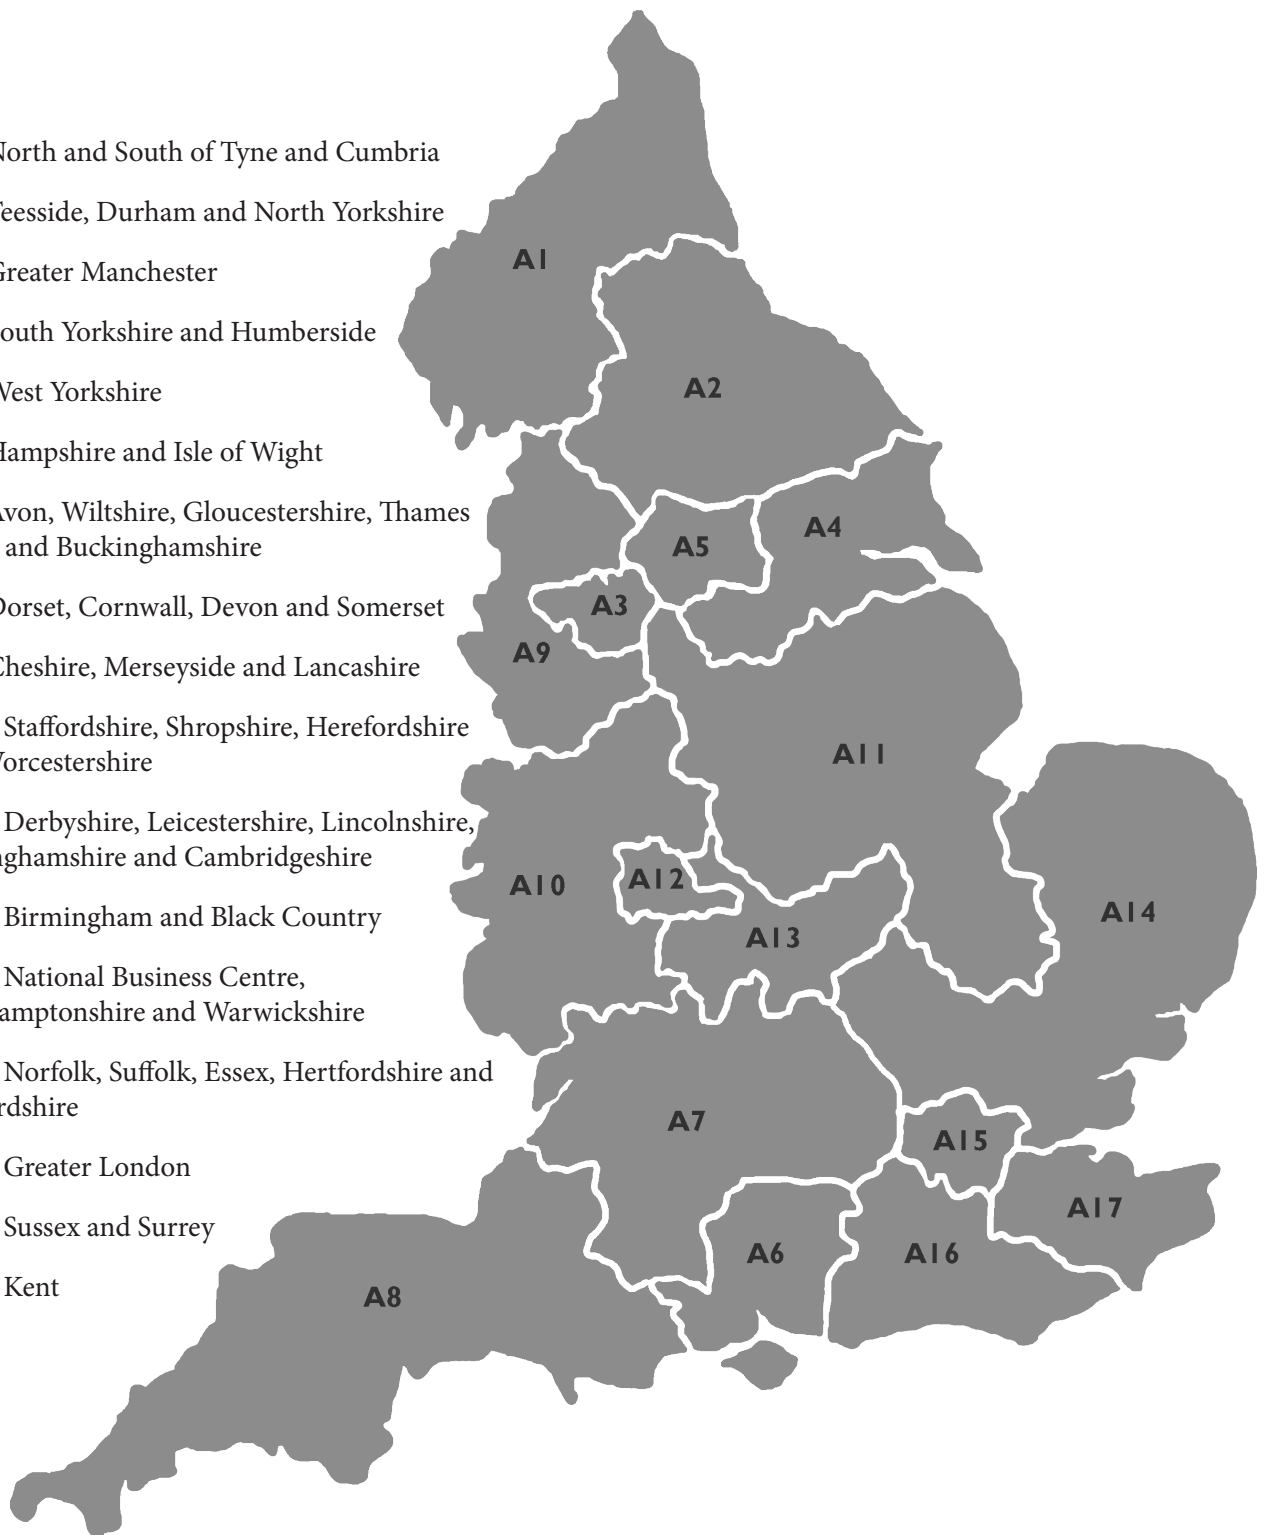 North and South of Tyne and Cumbria
Teesside, Durham and North Yorkshire
Greater Manchester
South Yorkshire and Humberside
West Yorkshire
Hampshire and Isle of Wight
Avon, Wiltshire, Gloucestershire, Thames
and Buckinghamshire
Dorset, Cornwall, Devon and Somerset
Cheshire, Merseyside and Lancashire
Staffordshire, Shropshire, Herefordshire
Worcestershire
Derbyshire, Leicestershire, Lincolnshire,
nghamshire and Cambridgeshire
Birmingham and Black Country
National Business Centre,
amptonshire and Warwickshire
Norfolk, Suffolk, Essex, Hertfordshire and
rdshire
Greater London
Sussex and Surrey
Kent
A1
A2
A5
A4
A3
A9
A11
A10
A12
A13
A14
A7
A15
A17
A6
A16
A8